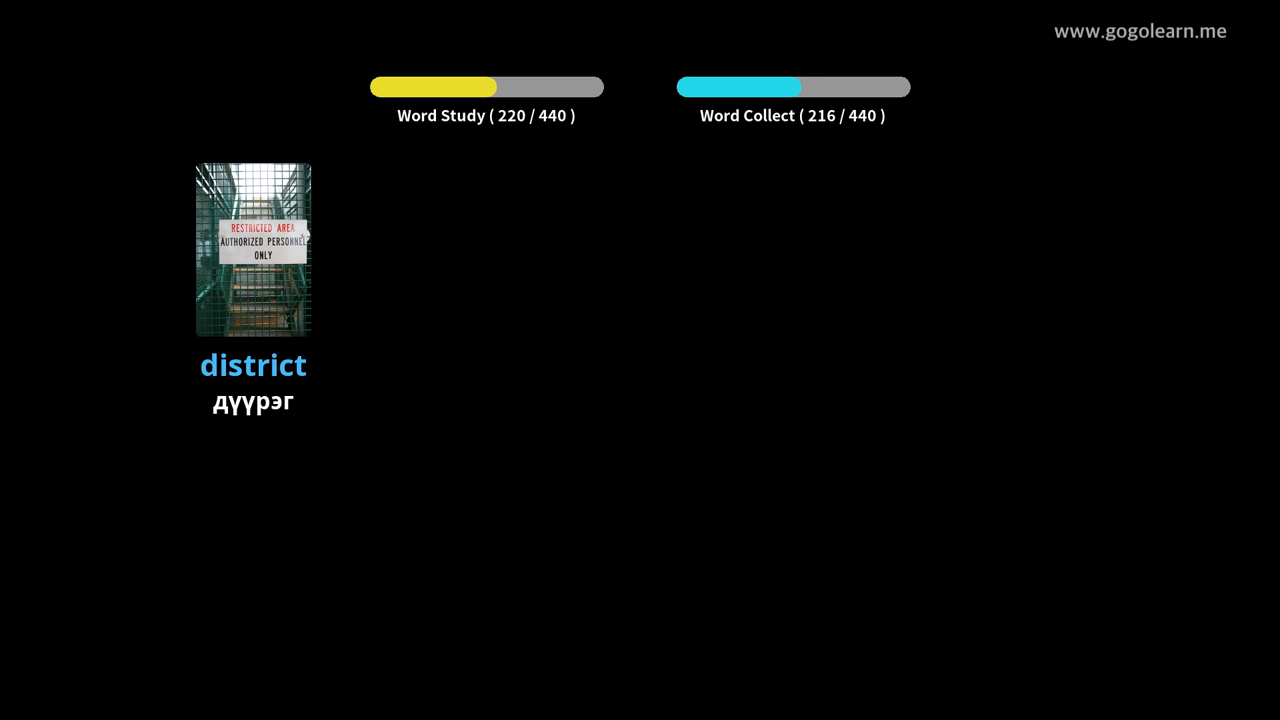 www.gogolearn.me
Word Study ( 220 / 440 )
Word Collect ( 216 / 440 )
RESTRICTED AREA
AUTHORIZED PERSONNEL
ONLY
district
дүүрэг